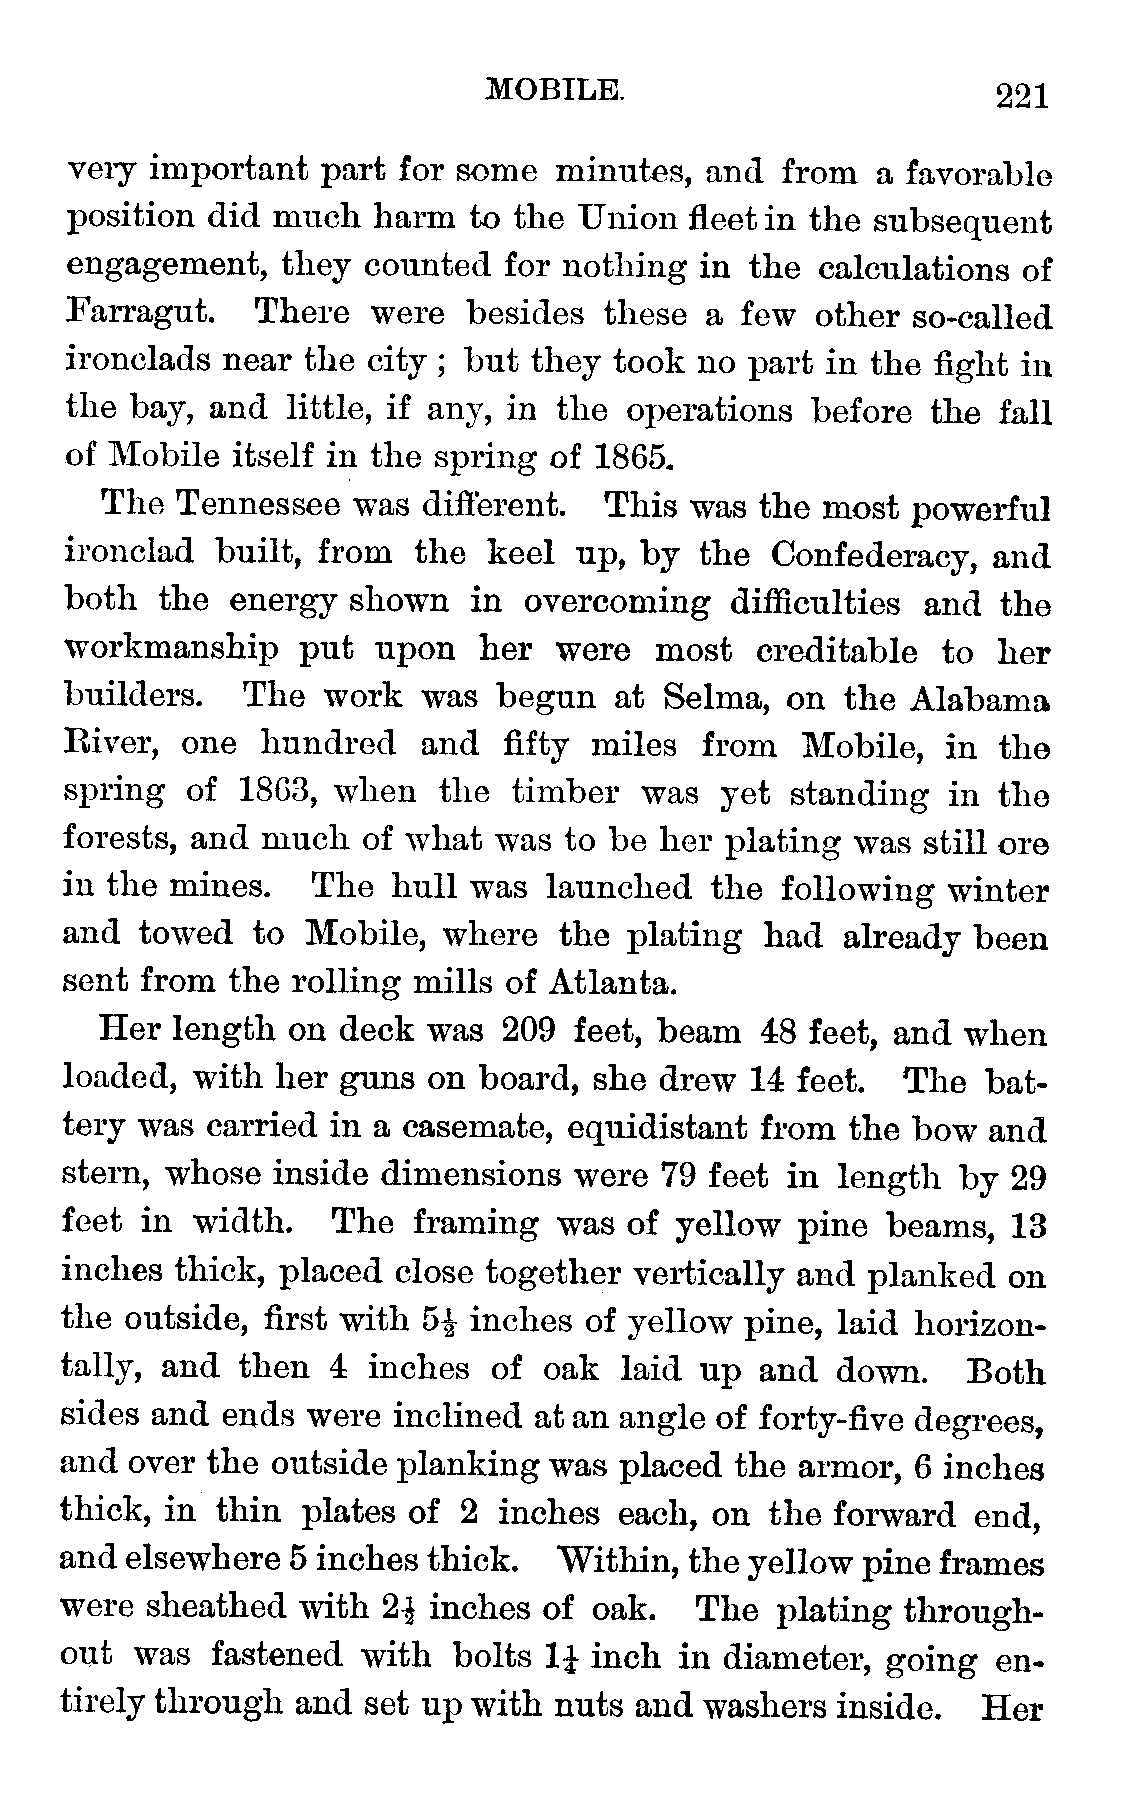 MOBILE. 221
very important part for some minutes, and from a favorable
position did much harm to the Union fleet in the subsequent
engagement, they counted for nothing in the calculations of
Farragut. There were besides these a few other so-called
ironclads near the city ; but they took no part in the fight in
the bay, and little, if any, in the operations before the fall
of Mobile itself in the spring of 1865.
The Tennessee was different. This was the most powerful
ironclad built, from the keel up, by the Confederacy, and
both the energy shown in overcoming difficulties and the
workmanship put upon her were most creditable to her
builders. The work was begun at Selma, on the Alabama
River, one hundred and fifty miles from Mobile, in the
spring of 1863, when the timber was yet standing in the
forests, and much of what was to be her plating was still ore
in the mines. The hull was launched the following winter
and towed to Mobile, where the plating had already been
sent from the rolling mills of Atlanta.
Her length on deck was 209 feet, beam 48 feet, and when
loaded, with her guns on board, she drew 14 feet. The bat-
tery was carried in a casemate, equidistant from the bow and
stern, whose inside dimensions were 79 feet in length by 29
feet in width. The framing was of yellow pine beams, 13
inches thick, placed close together vertically and planked on
the outside, first with 5½ inches of yellow pine, laid horizon-
tally, and then 4 inches of oak laid up and down. Both
sides and ends were inclined at an angle of forty-five degrees,
and over the outside planking was placed the armor, 6 inches
thick, in thin plates of 2 inches each, on the forward end,
and elsewhere 5 inches thick. Within, the yellow pine frames
were sheathed with 2½ inches of oak. The plating through-
out was fastened with bolts 1¼ inch in diameter, going en-
tirely through and set up with nuts and washers inside. Her